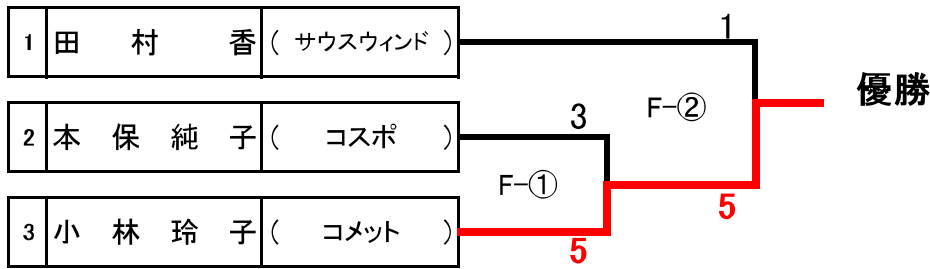 1 田村 香 (サウスウィンド) 1
優勝
F-②
2 本保純子 (コスポ) 3
F-①
5
3 小林玲子 (コメット) 5